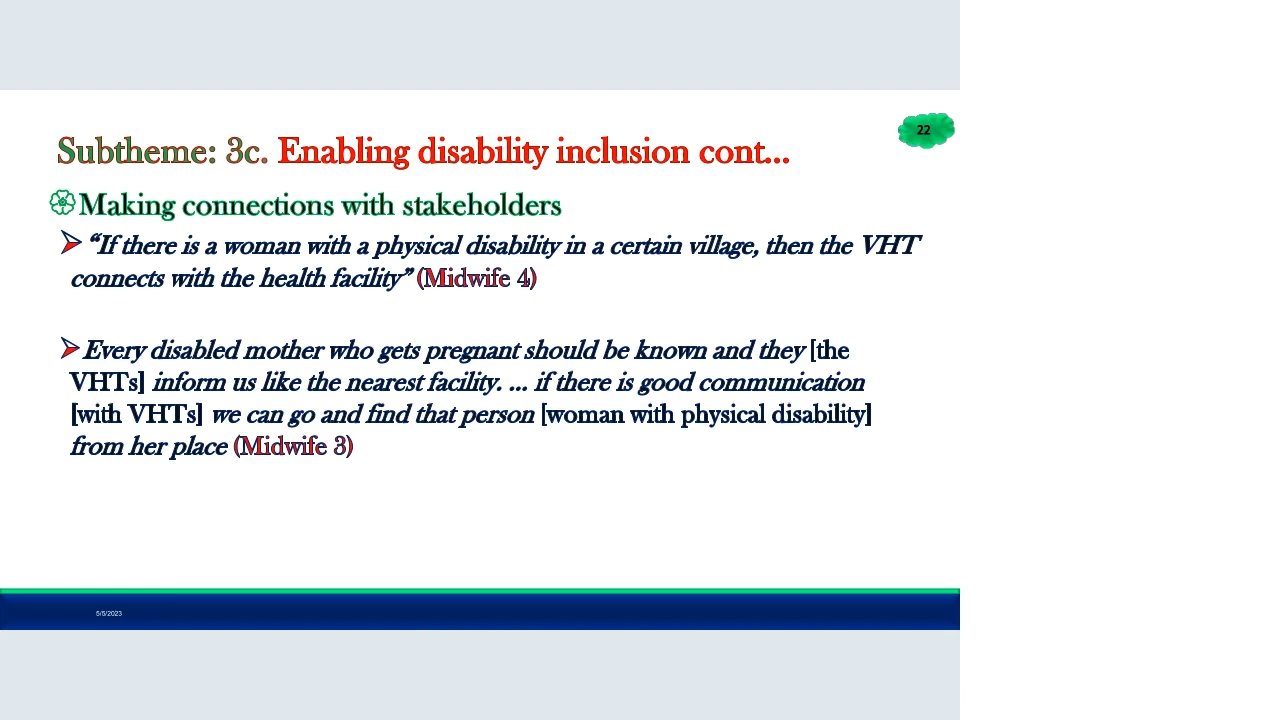 22
Subtheme: 3c. Enabling disability inclusion cont...
Making connections with stakeholders
“If there is a woman with a physical disability in a certain village, then the VHT
connects with the health facility” (Midwife 4)
Every disabled mother who gets pregnant should be known and they [the
VHTs] inform us like the nearest facility. ... if there is good communication
[with VHTs] we can go and find that person [woman with physical disability]
from her place (Midwife 3)
5/5/2023